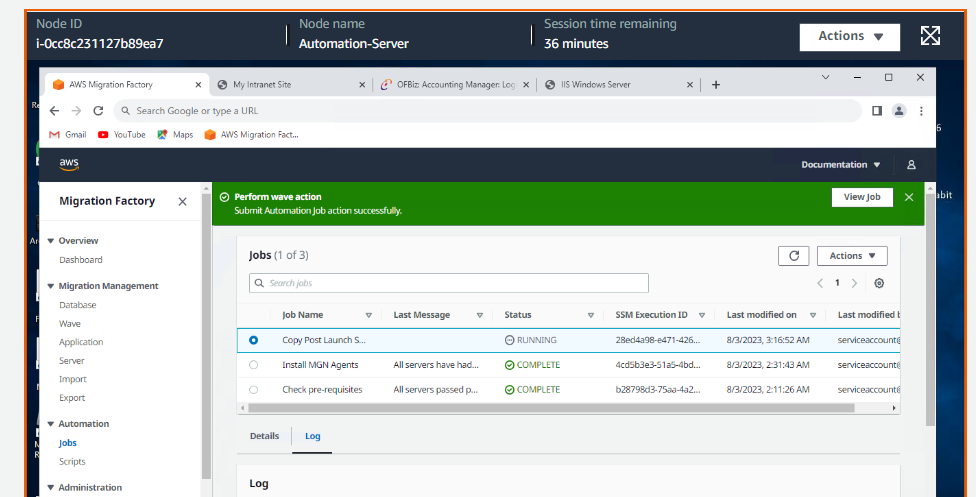 Node ID
i-0cc8c231127b89ea7
Node name
Automation-Server
Session time remaining
36 minutes
Actions
AWS Migration Factory
My Intranet Site
OFBiz: Accounting Manager: Log
IIS Windows Server
Search Google or type a URL
Gmail
YouTube
Maps
AWS Migration Fact...
aws
Documentation
Migration Factory
Perform wave action
Submit Automation Job action successfully.
View Job
Overview
Dashboard
Migration Management
Database
Wave
Application
Server
Import
Export
Automation
Jobs
Scripts
Administration
Jobs (1 of 3)
Actions
Search jobs
1
Job Name Last Message Status SSM Execution ID Last modified on Last modified b
Copy Post Launch S... RUNNING 28ed4a98-e471-426... 8/3/2023, 3:16:52 AM serviceaccount@
Install MGN Agents All servers have had... COMPLETE 4cd5b3e3-51a5-4bd... 8/3/2023, 2:31:43 AM serviceaccount@
Check pre-requisites All servers passed p... COMPLETE b28798d3-75aa-4a2... 8/3/2023, 2:11:26 AM serviceaccount@
Details
Log
Log